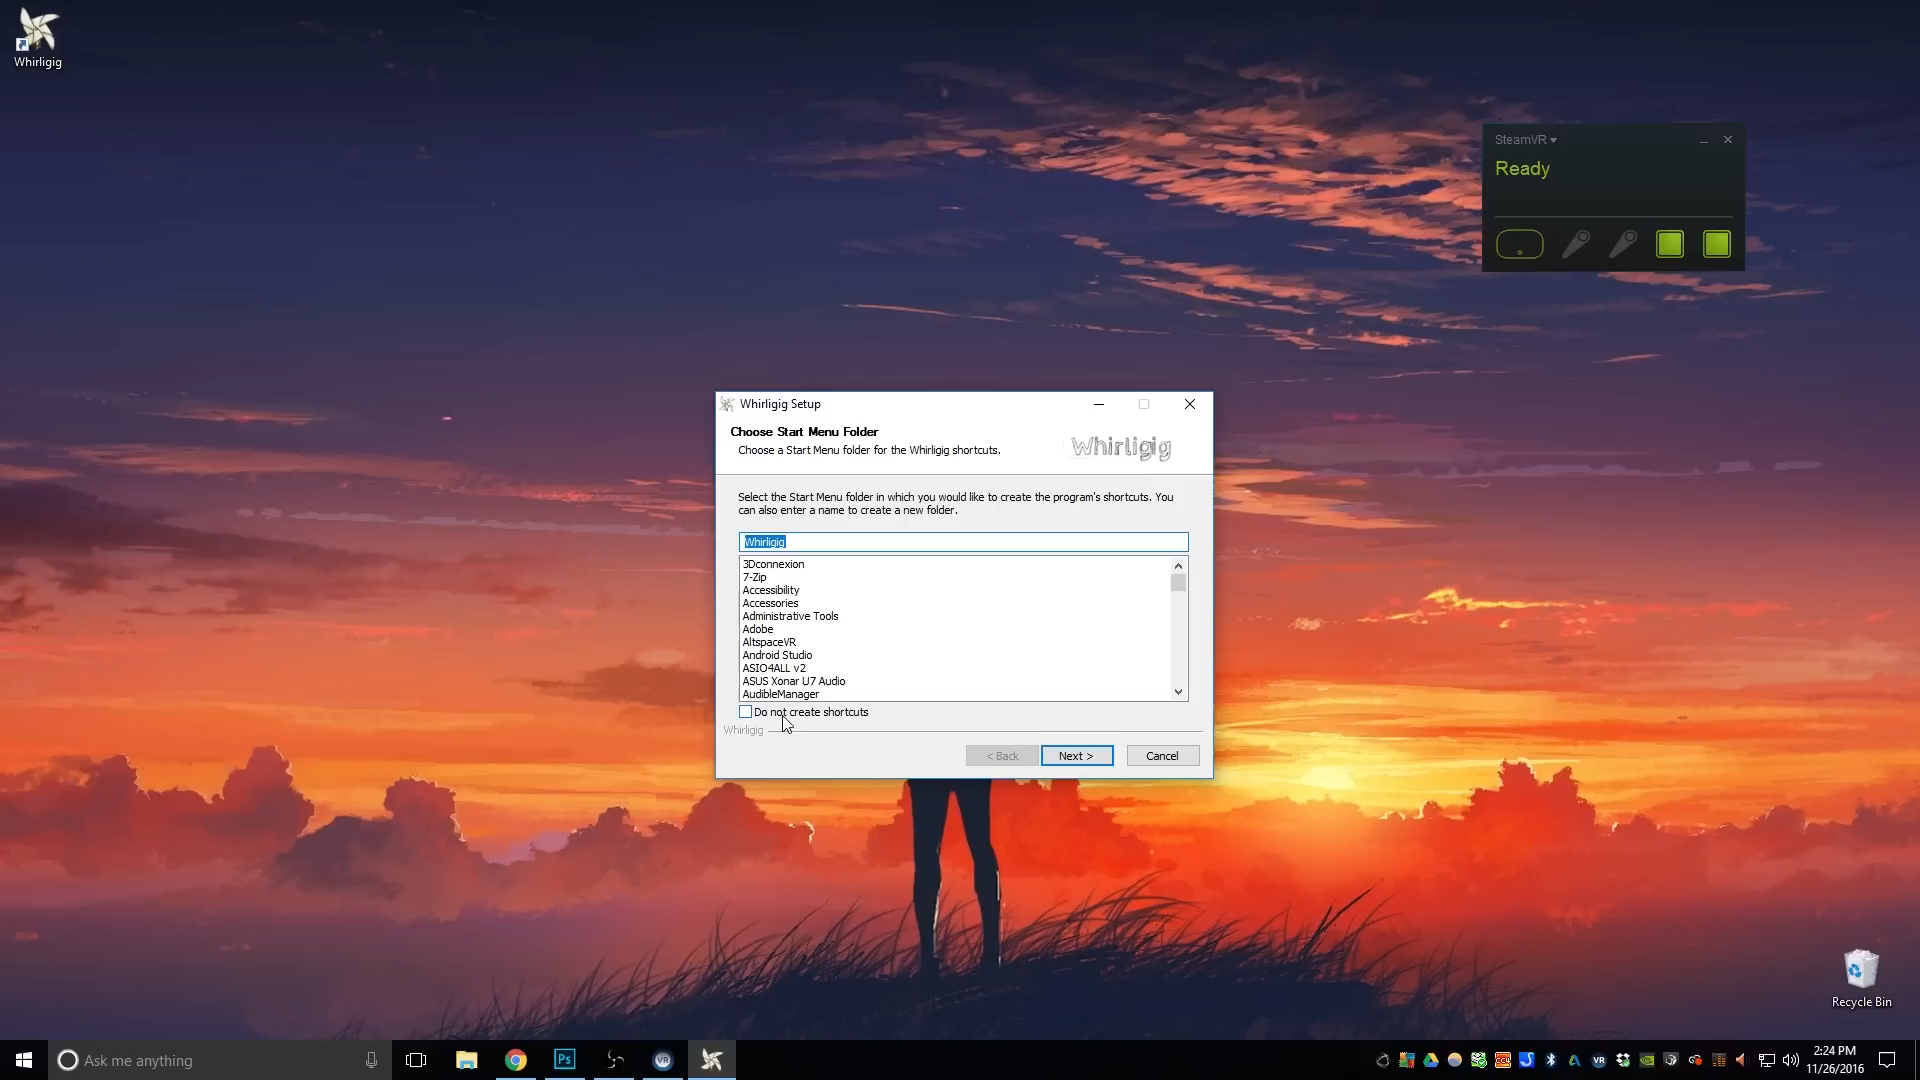 Whirligig
SteamVR
Ready
Whirligig Setup
Choose Start Menu Folder
Choose a Start Menu folder for the Whirligig shortcuts.
Whirligig
Select the Start Menu folder in which you would like to create the program's shortcuts. You
can also enter a name to create a new folder.
Whirligig
3Dconnexion
7-Zip
Accessibility
Accessories
Administrative Tools
Adobe
AltspaceVR
Android Studio
ASIO4ALL v2
ASUS Xonar U7 Audio
AudibleManager
Do not create shortcuts
Whirligig
< Back
Next >
Cancel
Recycle Bin
Ask me anything
Ps
VR
VR
2:24 PM
11/26/2016